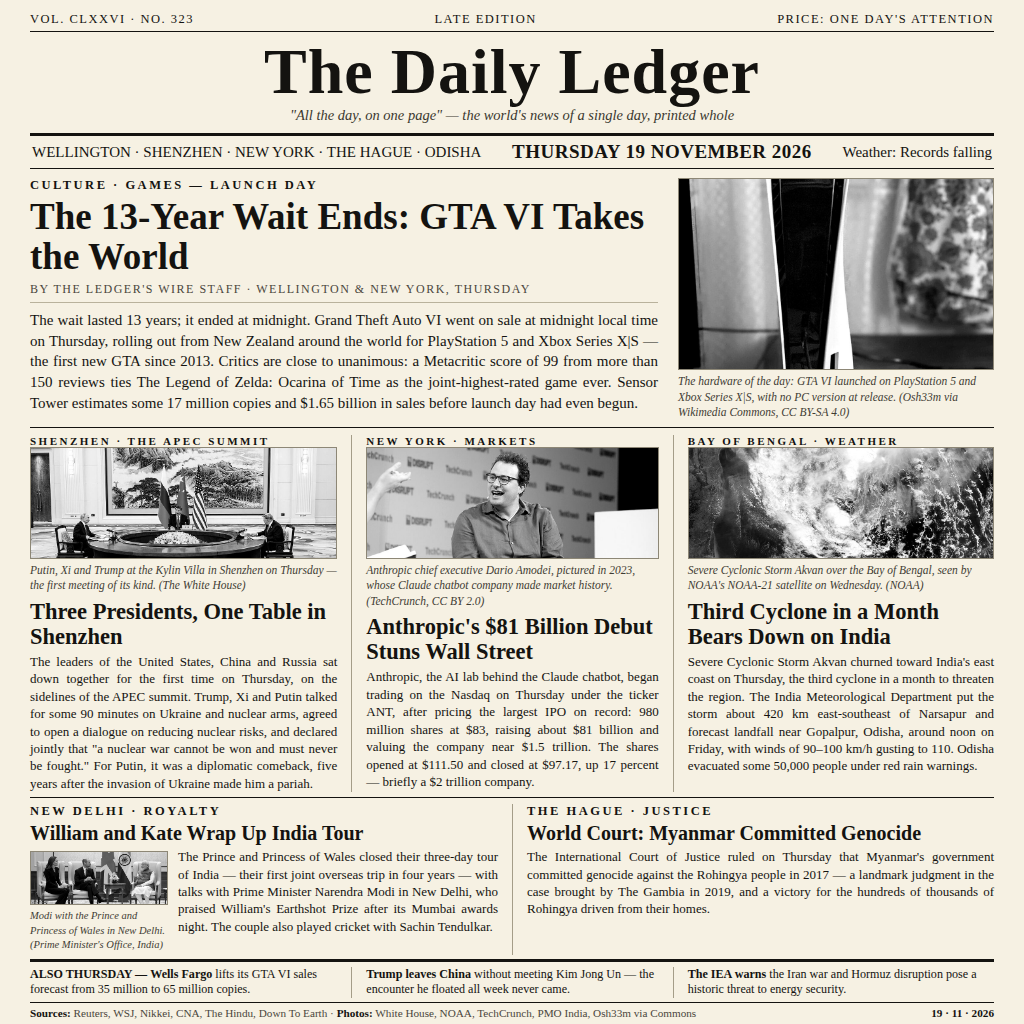 VOL. CLXXVI · NO. 323
LATE EDITION
PRICE: ONE DAY'S ATTENTION
The Daily Ledger
"All the day, on one page" — the world's news of a single day, printed whole
WELLINGTON · SHENZHEN · NEW YORK · THE HAGUE · ODISHA
THURSDAY 19 NOVEMBER 2026
Weather: Records falling
CULTURE · GAMES — LAUNCH DAY
The 13-Year Wait Ends: GTA VI Takes
the World
BY THE LEDGER'S WIRE STAFF · WELLINGTON & NEW YORK, THURSDAY
The wait lasted 13 years; it ended at midnight. Grand Theft Auto VI went on sale at midnight local time
on Thursday, rolling out from New Zealand around the world for PlayStation 5 and Xbox Series X|S —
the first new GTA since 2013. Critics are close to unanimous: a Metacritic score of 99 from more than
150 reviews ties The Legend of Zelda: Ocarina of Time as the joint-highest-rated game ever. Sensor
Tower estimates some 17 million copies and $1.65 billion in sales before launch day had even begun.
The hardware of the day: GTA VI launched on PlayStation 5 and
Xbox Series X|S, with no PC version at release. (Osh33m via
Wikimedia Commons, CC BY-SA 4.0)
SHENZHEN · THE APEC SUMMIT
Putin, Xi and Trump at the Kylin Villa in Shenzhen on Thursday —
the first meeting of its kind. (The White House)
Three Presidents, One Table in
Shenzhen
The leaders of the United States, China and Russia sat
down together for the first time on Thursday, on the
sidelines of the APEC summit. Trump, Xi and Putin talked
for some 90 minutes on Ukraine and nuclear arms, agreed
to open a dialogue on reducing nuclear risks, and declared
jointly that "a nuclear war cannot be won and must never
be fought." For Putin, it was a diplomatic comeback, five
years after the invasion of Ukraine made him a pariah.
NEW YORK · MARKETS
TechCrunch
DISRUPT
TechCrunch
DISRUPT
TechCrunch
DISRUPT
TechCrunch
Anthropic chief executive Dario Amodei, pictured in 2023,
whose Claude chatbot company made market history.
(TechCrunch, CC BY 2.0)
Anthropic's $81 Billion Debut
Stuns Wall Street
Anthropic, the AI lab behind the Claude chatbot, began
trading on the Nasdaq on Thursday under the ticker
ANT, after pricing the largest IPO on record: 980
million shares at $83, raising about $81 billion and
valuing the company near $1.5 trillion. The shares
opened at $111.50 and closed at $97.17, up 17 percent
— briefly a $2 trillion company.
BAY OF BENGAL · WEATHER
Severe Cyclonic Storm Akvan over the Bay of Bengal, seen by
NOAA's NOAA-21 satellite on Wednesday. (NOAA)
Third Cyclone in a Month
Bears Down on India
Severe Cyclonic Storm Akvan churned toward India's east
coast on Thursday, the third cyclone in a month to threaten
the region. The India Meteorological Department put the
storm about 420 km east-southeast of Narsapur and
forecast landfall near Gopalpur, Odisha, around noon on
Friday, with winds of 90–100 km/h gusting to 110. Odisha
evacuated some 50,000 people under red rain warnings.
NEW DELHI · ROYALTY
William and Kate Wrap Up India Tour
Modi with the Prince and
Princess of Wales in New Delhi.
(Prime Minister's Office, India)
The Prince and Princess of Wales closed their three-day tour
of India — their first joint overseas trip in four years — with
talks with Prime Minister Narendra Modi in New Delhi, who
praised William's Earthshot Prize after its Mumbai awards
night. The couple also played cricket with Sachin Tendulkar.
THE HAGUE · JUSTICE
World Court: Myanmar Committed Genocide
The International Court of Justice ruled on Thursday that Myanmar's government
committed genocide against the Rohingya people in 2017 — a landmark judgment in the
case brought by The Gambia in 2019, and a victory for the hundreds of thousands of
Rohingya driven from their homes.
ALSO THURSDAY — Wells Fargo lifts its GTA VI sales
forecast from 35 million to 65 million copies.
Trump leaves China without meeting Kim Jong Un — the
encounter he floated all week never came.
The IEA warns the Iran war and Hormuz disruption pose a
historic threat to energy security.
Sources: Reuters, WSJ, Nikkei, CNA, The Hindu, Down To Earth · Photos: White House, NOAA, TechCrunch, PMO India, Osh33m via Commons
19 · 11 · 2026